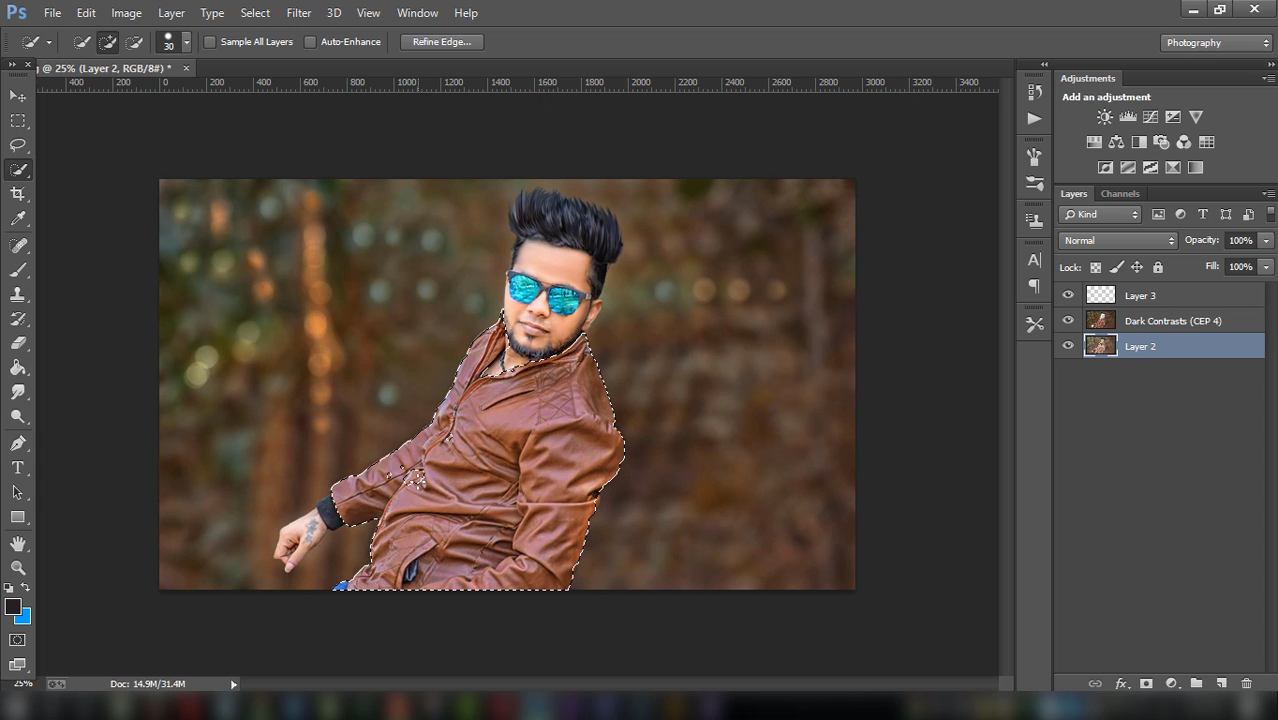 Ps File Edit Image Layer Type Select Filter 3D View Window Help
30 Sample All Layers Auto-Enhance Refine Edge... Photography
@ 25% (Layer 2, RGB/8#) * ×
400 200 0 200 400 600 800 1000 1200 1400 1600 1800 2000 2200 2400 2600 2800 3000 3200 3400
Adjustments
Add an adjustment
Layers Channels
Kind
Normal Opacity: 100%
Lock: Fill: 100%
Layer 3
Dark Contrasts (CEP 4)
Layer 2
25% Doc: 14.9M/31.4M